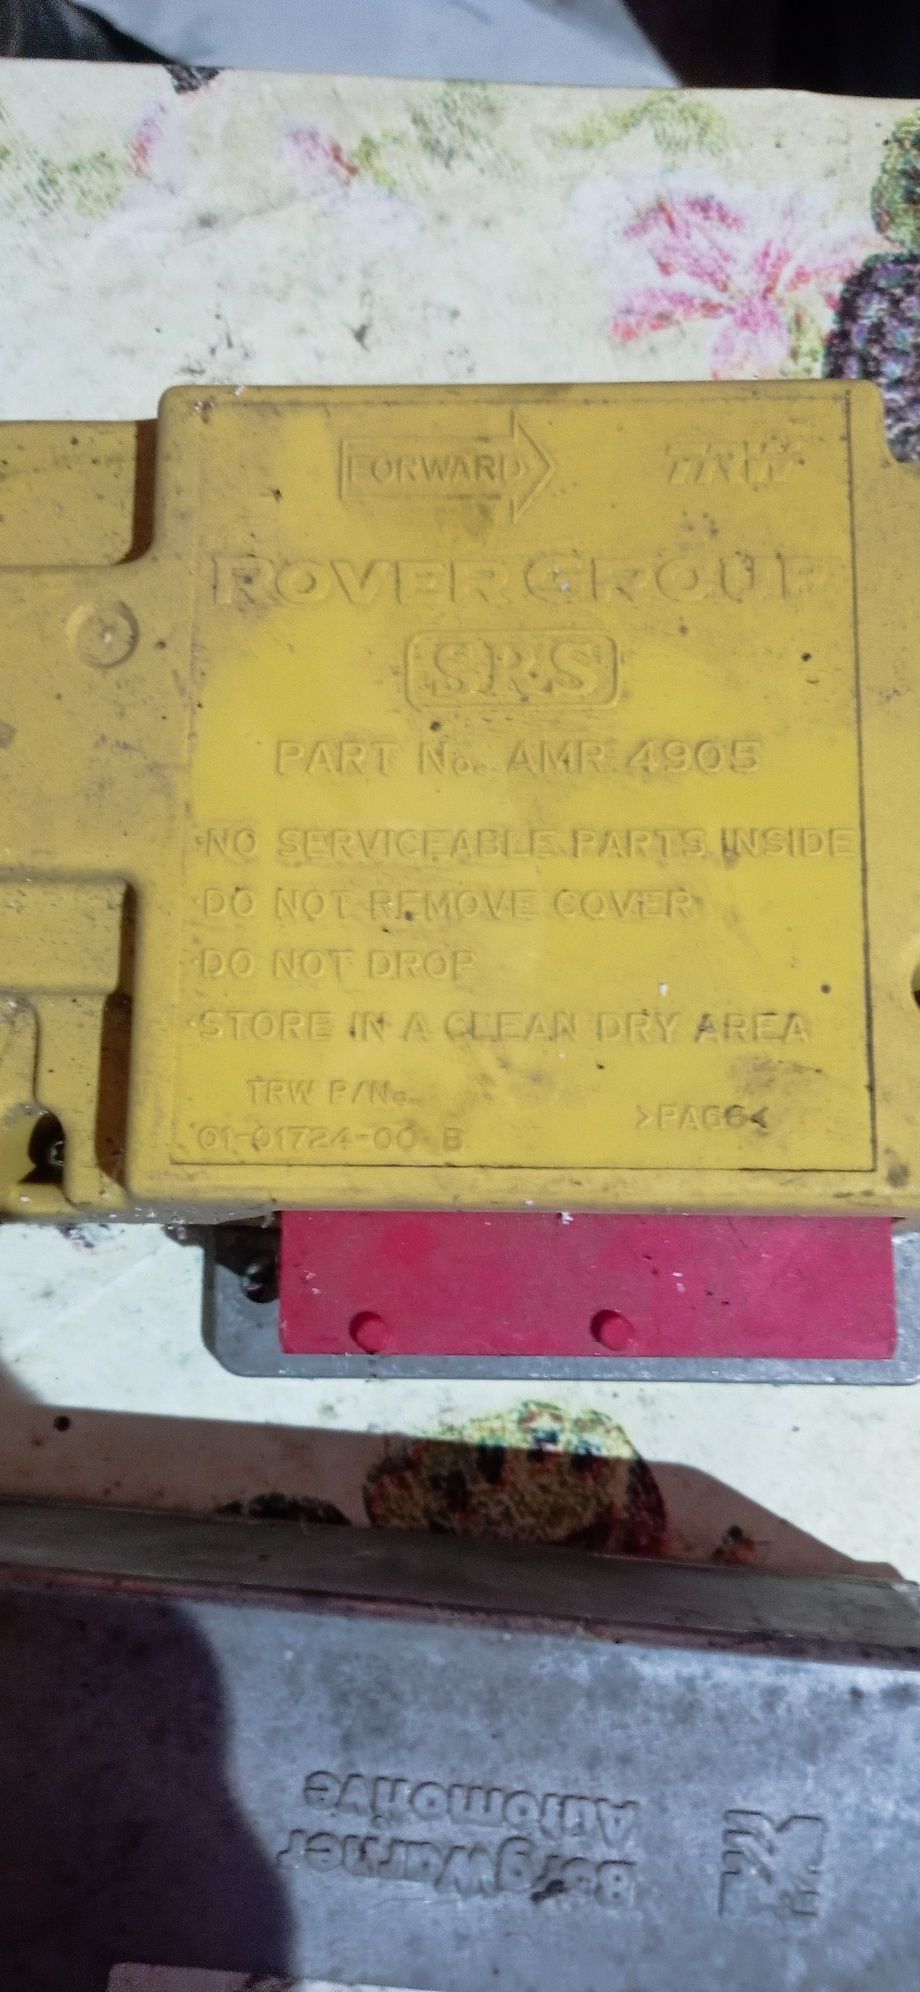 FORWARD
TRW
ROVER GROUP
SRS
PART No. AMR 4905
·NO SERVICEABLE PARTS INSIDE
·DO NOT REMOVE COVER
·DO NOT DROP
·STORE IN A CLEAN DRY AREA
TRW P/No.
01-01724-00 B
>PA66<
BorgWarner
Automotive